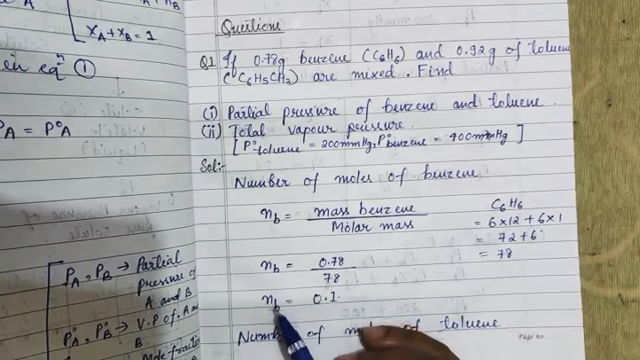 X_A + X_B = 1
in eqⁿ ①
= P°_A
P_A, P_B → Partial
pressure of
A and B
P°_A, P°_B → V.P. of A
B.
Mole fraction
Questions
Q1 If 0.78g benzene (C6H6) and 0.92g of toluene
(C6H5CH3) are mixed. Find
(i) Partial pressure of benzene and toluene.
(ii) Total vapour pressure.
[P°toluene = 200mmHg, P°benzene = 400mmHg]
Sol:-
Number of moles of benzene
n_b = mass benzene / Molar mass
C6H6
= 6×12+6×1
= 72+6
= 78
n_b = 0.78 / 78
n_b = 0.1
Number of moles of toluene
Page no.